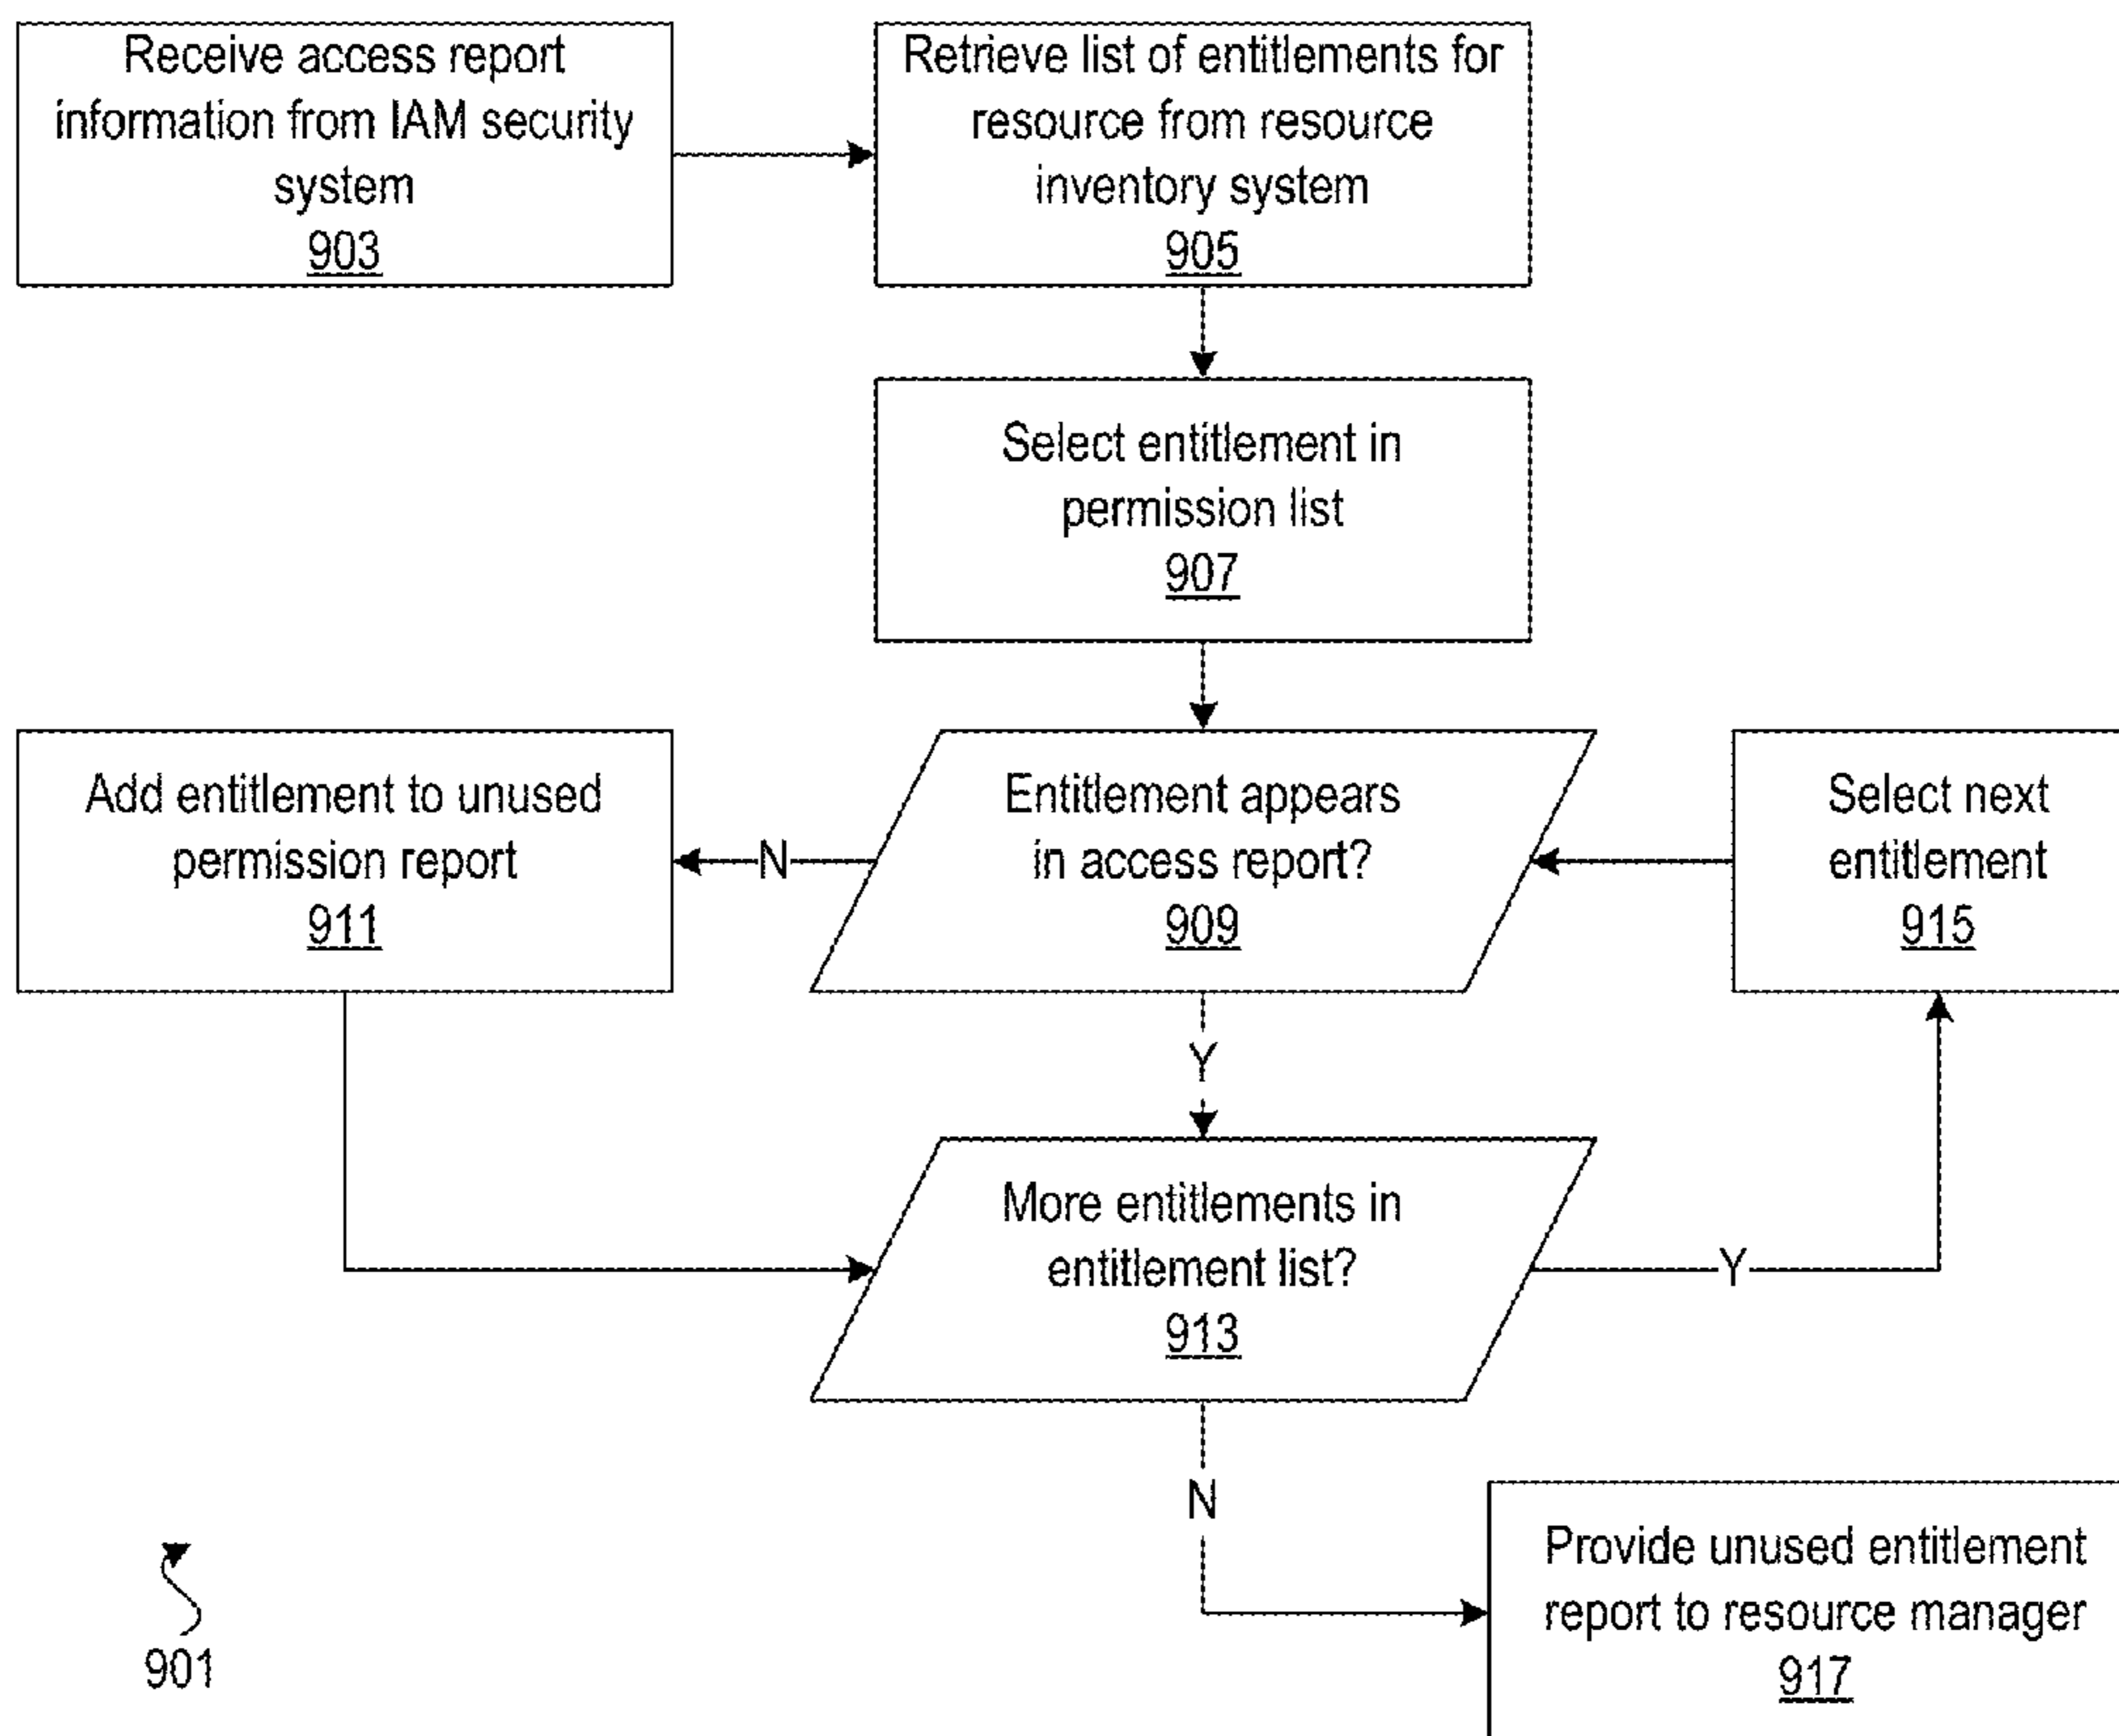 Receive access report
information from IAM security
system
903
Retrieve list of entitlements for
resource from resource
inventory system
905
Select entitlement in
permission list
907
Add entitlement to unused
permission report
911
N
Entitlement appears
in access report?
909
Select next
entitlement
915
Y
More entitlements in
entitlement list?
913
Y
N
Provide unused entitlement
report to resource manager
917
901